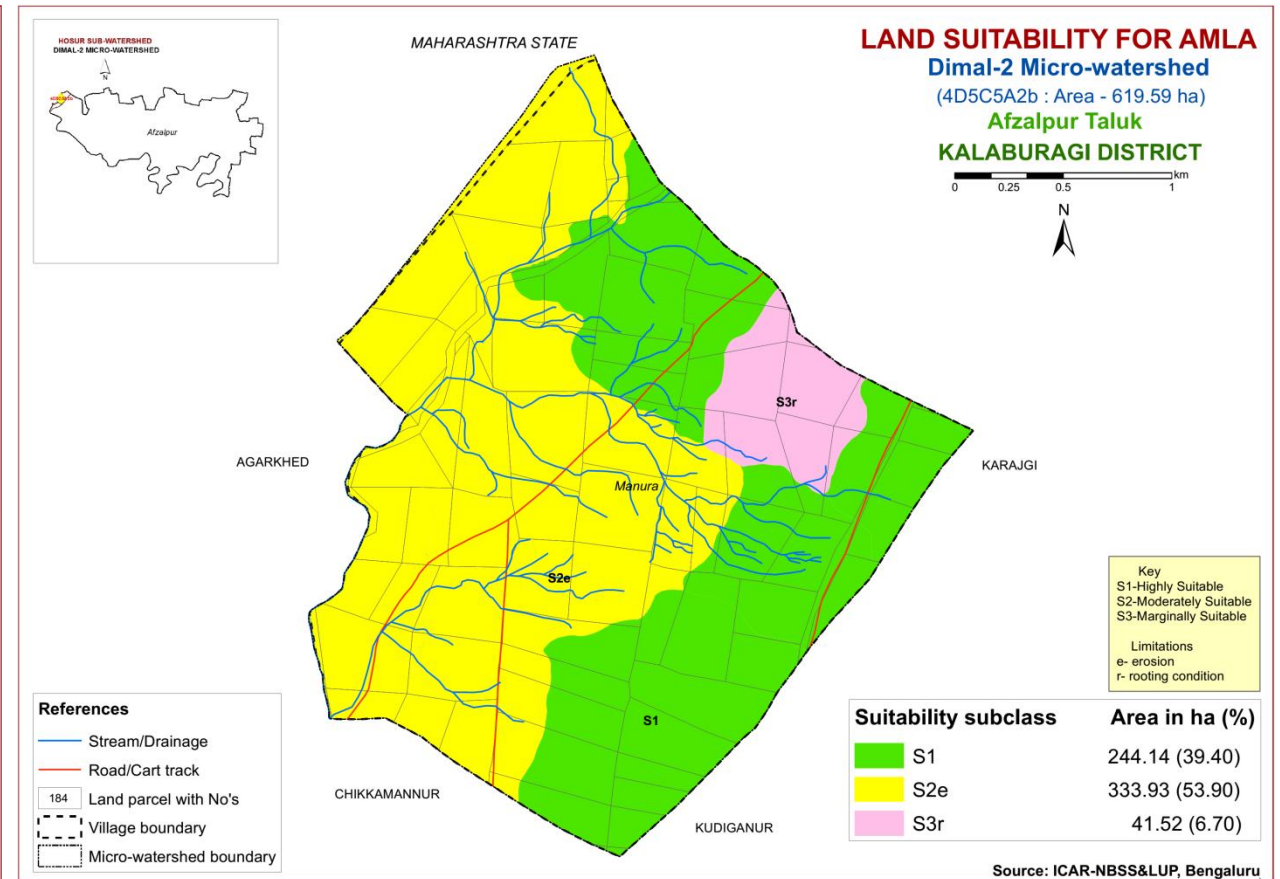 HOSUR SUB-WATERSHED
DIMAL-2 MICRO-WATERSHED
N
Afzalpur
MAHARASHTRA STATE
LAND SUITABILITY FOR AMLA
Dimal-2 Micro-watershed
(4D5C5A2b : Area - 619.59 ha)
Afzalpur Taluk
KALABURAGI DISTRICT
km
0 0.25 0.5 1
N
S3r
AGARKHED
KARAJGI
Manura
S2e
S1
CHIKKAMANNUR
KUDIGANUR
Key
S1-Highly Suitable
S2-Moderately Suitable
S3-Marginally Suitable
Limitations
e- erosion
r- rooting condition
References
Stream/Drainage
Road/Cart track
184 Land parcel with No's
Village boundary
Micro-watershed boundary
Suitability subclass Area in ha (%)
S1 244.14 (39.40)
S2e 333.93 (53.90)
S3r 41.52 (6.70)
Source: ICAR-NBSS&LUP, Bengaluru